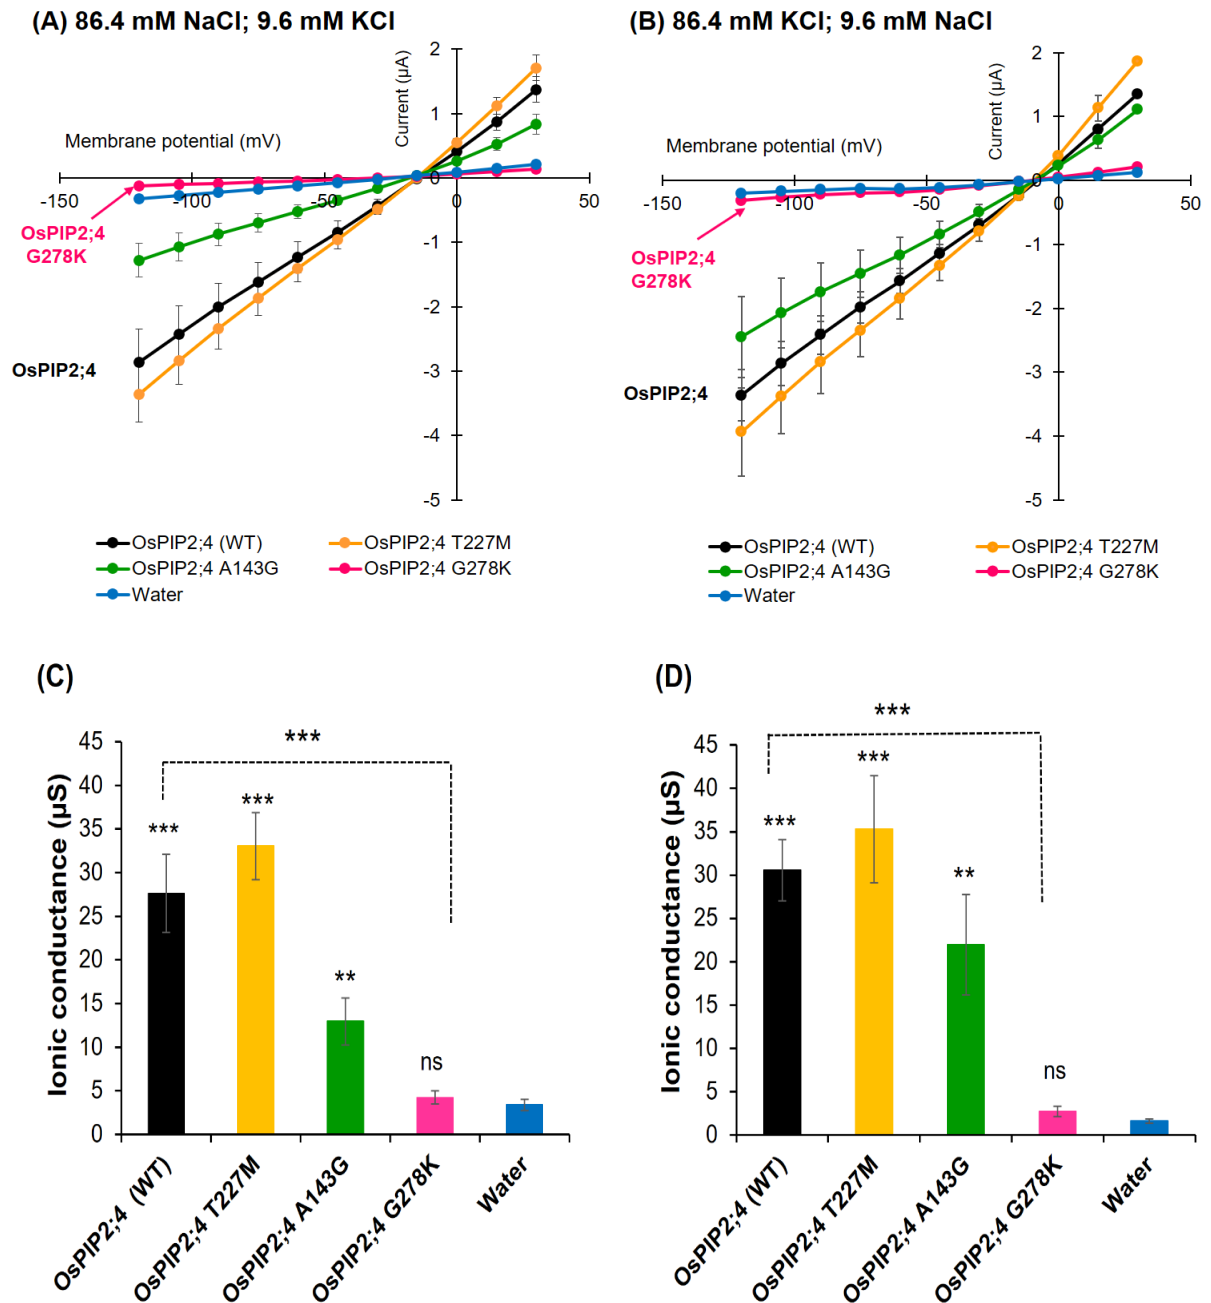 (A) 86.4 mM NaCl; 9.6 mM KCl
2
1
0
-1
-2
-3
-4
-5
Current (µA)
Membrane potential (mV)
-150
-100
-50
50
OsPIP2;4
G278K
OsPIP2;4
OsPIP2;4 (WT)
OsPIP2;4 T227M
OsPIP2;4 A143G
OsPIP2;4 G278K
Water
(B) 86.4 mM KCl; 9.6 mM NaCl
2
1
0
-1
-2
-3
-4
-5
Current (µA)
Membrane potential (mV)
-150
-100
-50
0
50
OsPIP2;4
G278K
OsPIP2;4
OsPIP2;4 (WT)
OsPIP2;4 T227M
OsPIP2;4 A143G
OsPIP2;4 G278K
Water
(C)
Ionic conductance (µS)
45
40
35
30
25
20
15
10
5
0
***
***
***
**
ns
OsPIP2;4 (WT)
OsPIP2;4 T227M
OsPIP2;4 A143G
OsPIP2;4 G278K
Water
(D)
Ionic conductance (µS)
45
40
35
30
25
20
15
10
5
0
***
***
***
**
ns
OsPIP2;4 (WT)
OsPIP2;4 T227M
OsPIP2;4 A143G
OsPIP2;4 G278K
Water